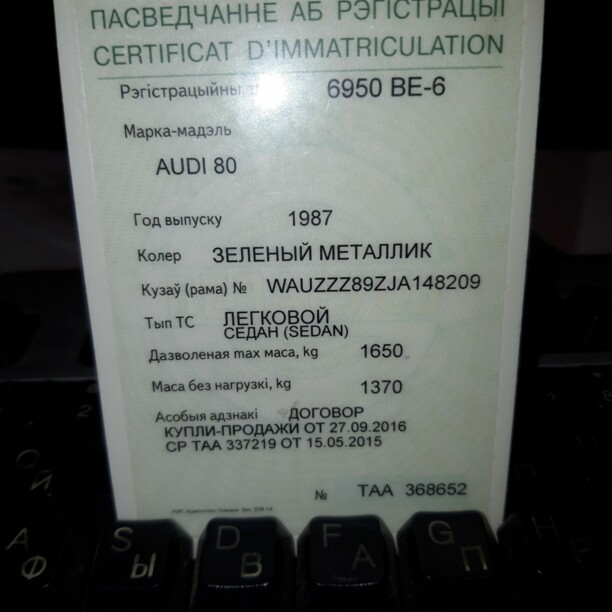 ПАСВЕДЧАННЕ АБ РЭГІСТРАЦЫІ
CERTIFICAT D'IMMATRICULATION
Рэгістрацыйны 6950 BE-6
Марка-мадэль
AUDI 80
Год выпуску 1987
Колер ЗЕЛЕНЫЙ МЕТАЛЛИК
Кузаў (рама) № WAUZZZ89ZJA148209
Тып ТС ЛЕГКОВОЙ
СЕДАН (SEDAN)
Дазволеная max маса, kg 1650
Маса без нагрузкі, kg 1370
Асобыя адзнакі ДОГОВОР
КУПЛИ-ПРОДАЖИ ОТ 27.09.2016
СР ТАА 337219 ОТ 15.05.2015
№ ТАА 368652
Й
A S D F G H
Ф Ы В А П Р